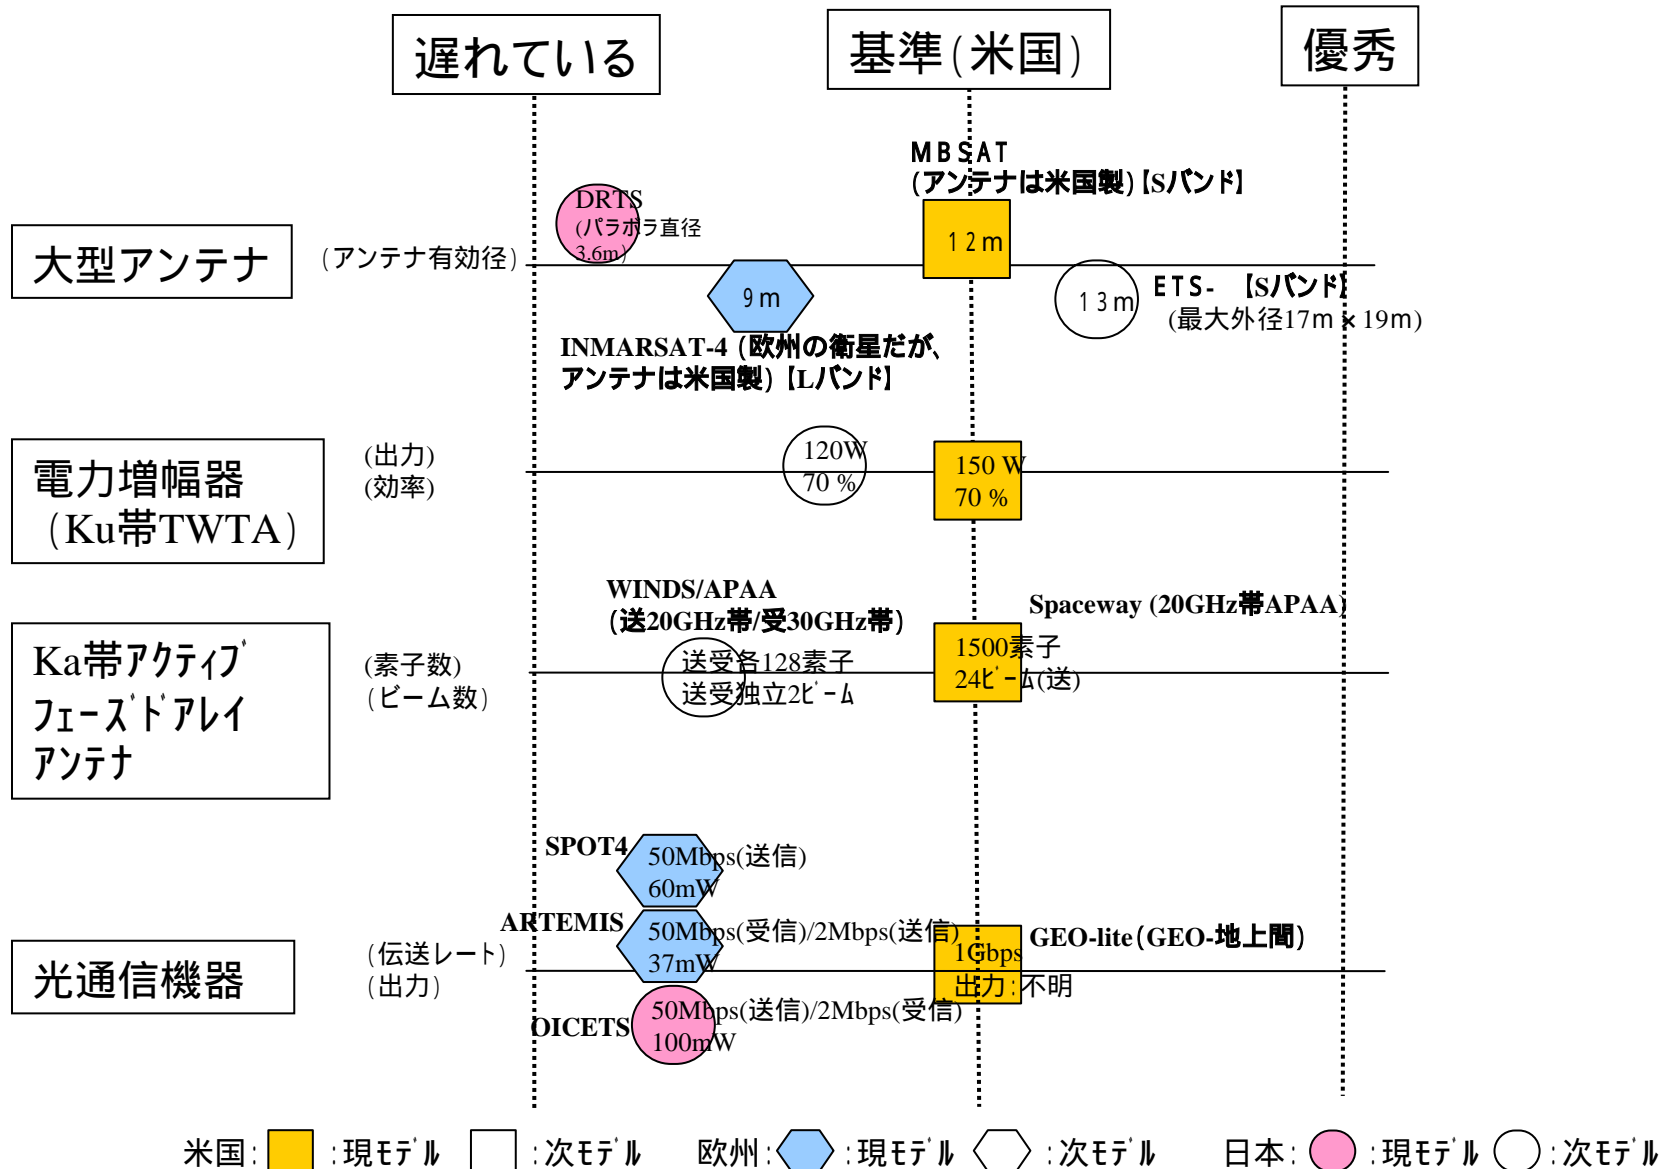 遅れている
基準(米国)
優秀
MBSAT
(アンテナは米国製)【Sバンド】
DRTS
(パラボラ直径
3.6m)
大型アンテナ
(アンテナ有効径)
12m
9m
13m
ETS- 【Sバンド】
(最大外径17m×19m)
INMARSAT-4 (欧州の衛星だが、
アンテナは米国製)【Lバンド】
電力増幅器
(Ku帯TWTA)
(出力)
(効率)
120W
70 %
150 W
70 %
WINDS/APAA
(送20GHz帯/受30GHz帯)
Spaceway (20GHz帯APAA)
Ka帯アクティブ
フェーズドアレイ
アンテナ
(素子数)
(ビーム数)
送受各128素子
送受独立2ビーム
1500素子
24ビーム(送)
SPOT4
50Mbps(送信)
60mW
ARTEMIS
50Mbps(受信)/2Mbps(送信)
37mW
光通信機器
(伝送レート)
(出力)
GEO-lite(GEO-地上間)
1Gbps
出力:不明
OICETS
50Mbps(送信)/2Mbps(受信)
100mW
米国: :現モデル :次モデル 欧州: :現モデル :次モデル 日本: :現モデル :次モデル